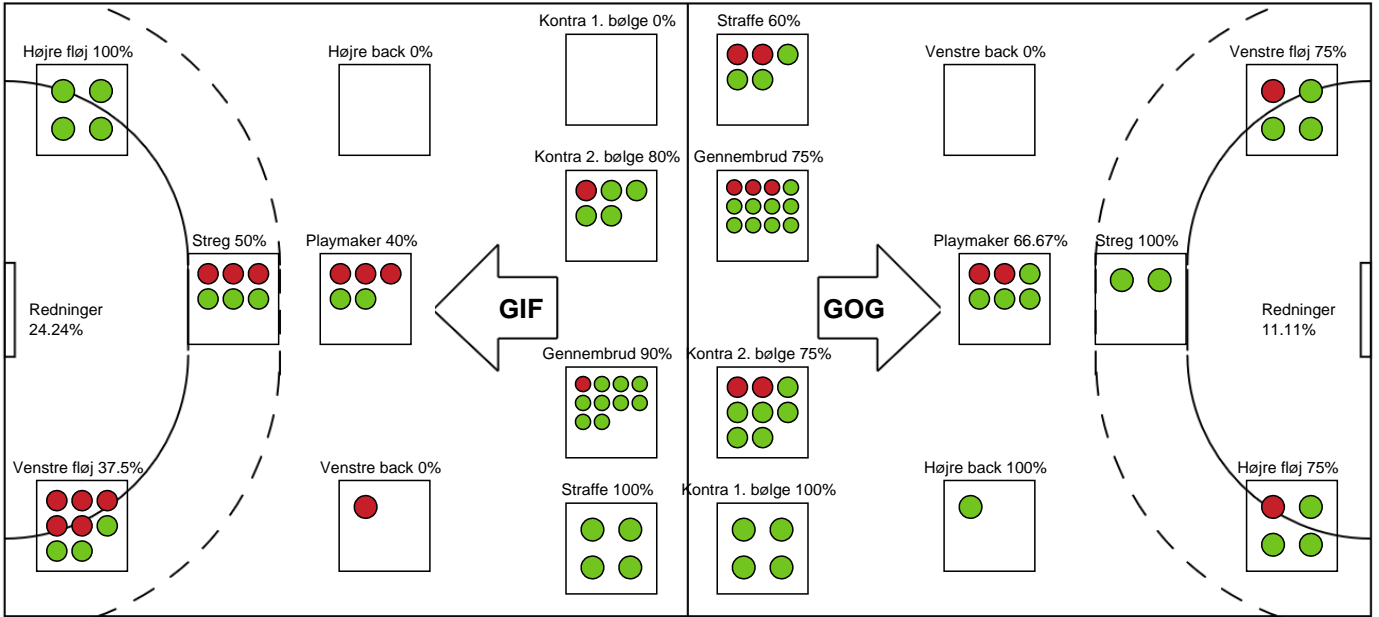 Kontra 1. bølge 0%
Straffe 60%
Højre fløj 100%
Højre back 0%
Venstre back 0%
Venstre fløj 75%
Kontra 2. bølge 80%
Gennembrud 75%
Streg 50%
Playmaker 40%
Playmaker 66.67%
Streg 100%
Redninger
24.24%
GIF
GOG
Redninger
11.11%
Gennembrud 90%
Kontra 2. bølge 75%
Venstre fløj 37.5%
Venstre back 0%
Straffe 100%
Kontra 1. bølge 100%
Højre back 100%
Højre fløj 75%